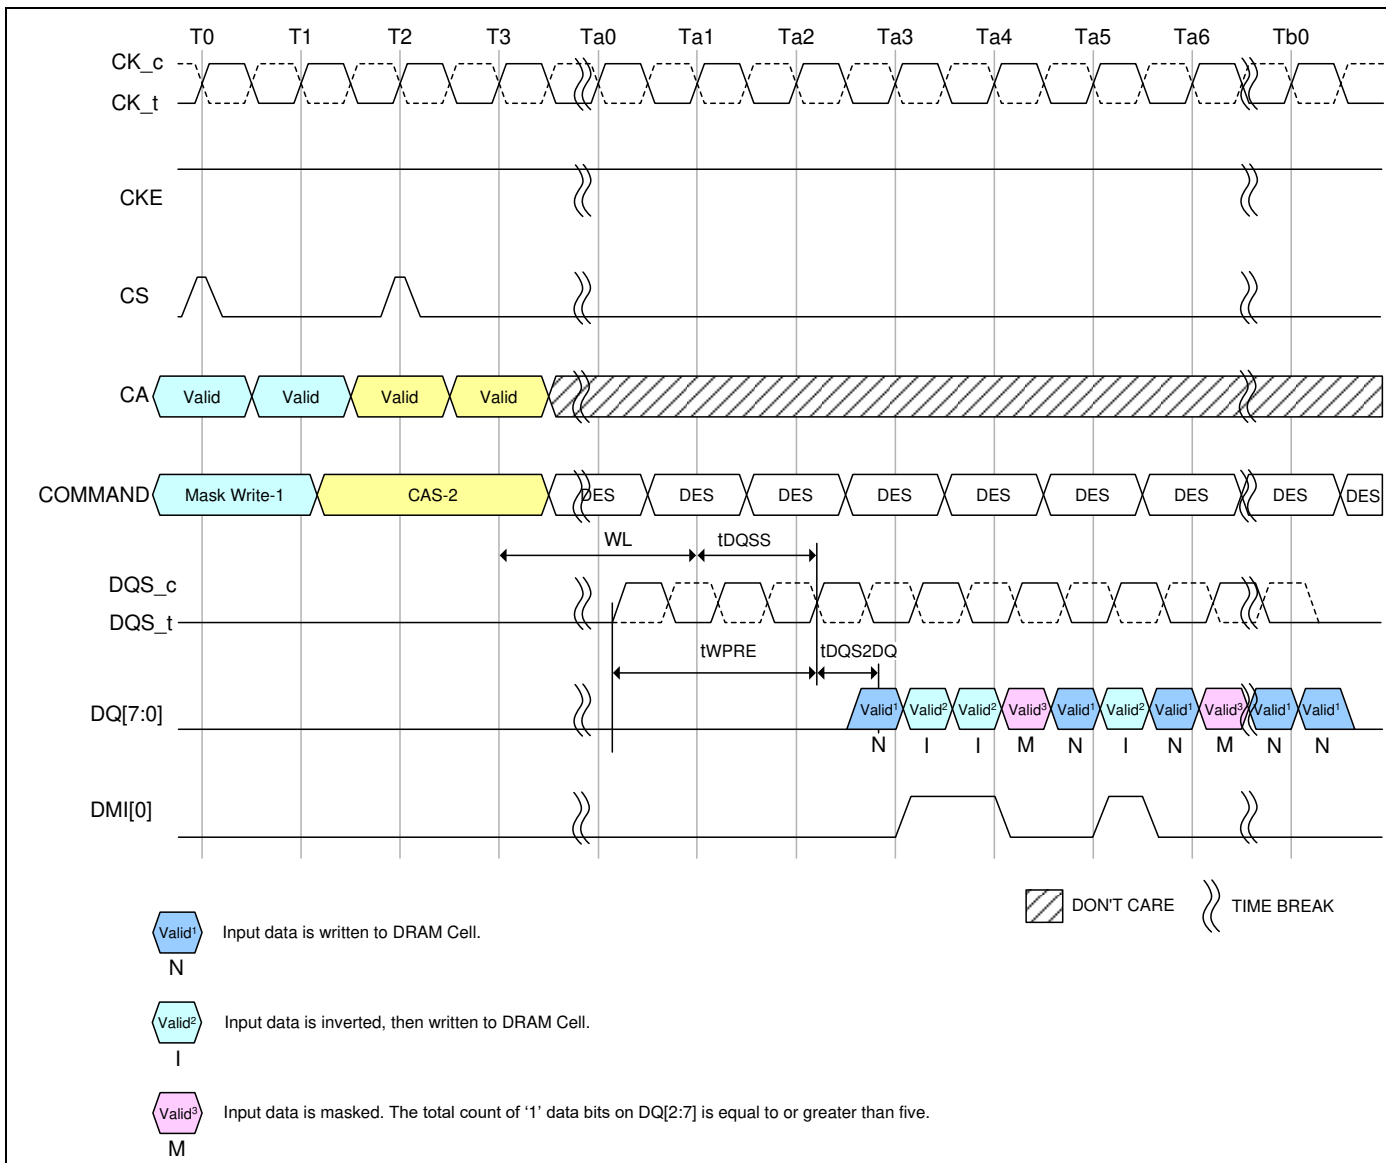 T0 T1 T2 T3 Ta0 Ta1 Ta2 Ta3 Ta4 Ta5 Ta6 Tb0
CK_c
CK_t
CKE
CS
CA Valid Valid Valid Valid
COMMAND Mask Write-1 CAS-2 DES DES DES DES DES DES DES DES DES
WL tDQSS
DQS_c
DQS_t
tWPRE tDQS2DQ
DQ[7:0] Valid¹ Valid² Valid² Valid³ Valid¹ Valid² Valid¹ Valid³ Valid¹ Valid¹
N I I M N I N M N N
DMI[0]
DON'T CARE TIME BREAK
Valid¹ Input data is written to DRAM Cell.
N
Valid² Input data is inverted, then written to DRAM Cell.
I
Valid³ Input data is masked. The total count of ‘1’ data bits on DQ[2:7] is equal to or greater than five.
M